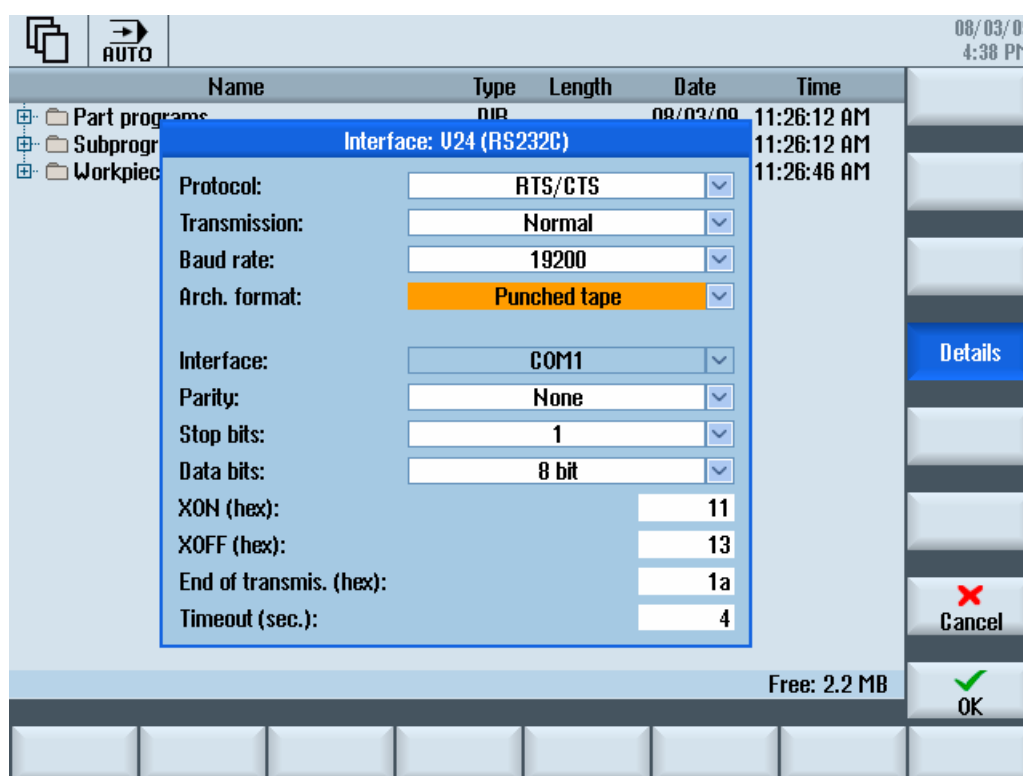 08/03/0
AUTO
4:38 PM
Name Type Length Date Time
Part programs DIR 08/03/09 11:26:12 AM
Subprogr 11:26:12 AM
Workpiec 11:26:46 AM
Interface: V24 (RS232C)
Protocol: RTS/CTS
Transmission: Normal
Baud rate: 19200
Arch. format: Punched tape
Details
Interface: COM1
Parity: None
Stop bits: 1
Data bits: 8 bit
XON (hex): 11
XOFF (hex): 13
End of transmis. (hex): 1a
Timeout (sec.): 4
Cancel
Free: 2.2 MB
OK